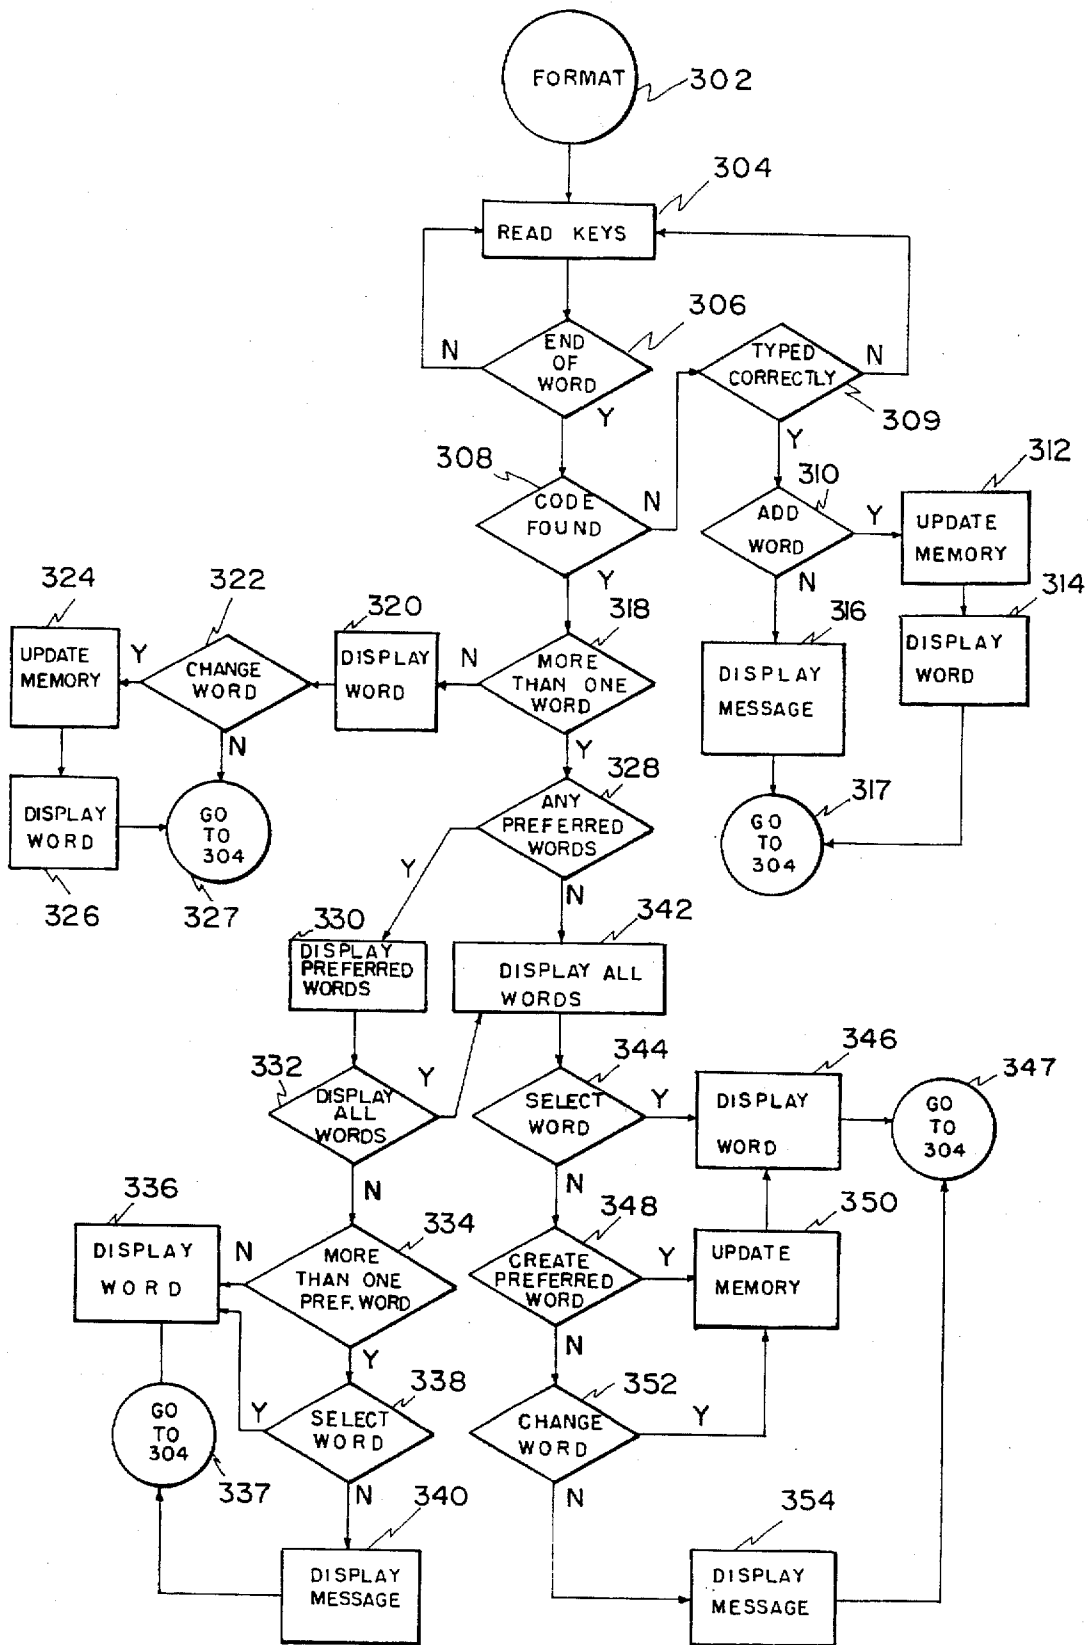 FORMAT
302
304
READ KEYS
306
END
OF
WORD
N
Y
TYPED
CORRECTLY
N
309
Y
308
CODE
FOUND
N
Y
310
ADD
WORD
Y
N
312
UPDATE
MEMORY
314
DISPLAY
WORD
316
DISPLAY
MESSAGE
317
GO
TO
304
318
MORE
THAN ONE
WORD
N
Y
320
DISPLAY
WORD
322
CHANGE
WORD
Y
N
324
UPDATE
MEMORY
DISPLAY
WORD
326
GO
TO
304
327
328
ANY
PREFERRED
WORDS
Y
N
330
DISPLAY
PREFERRED
WORDS
342
DISPLAY ALL
WORDS
332
DISPLAY
ALL
WORDS
Y
N
344
SELECT
WORD
Y
N
346
DISPLAY
WORD
347
GO
TO
304
336
DISPLAY
WORD
334
MORE
THAN ONE
PREF. WORD
N
Y
348
CREATE
PREFERRED
WORD
Y
N
350
UPDATE
MEMORY
338
SELECT
WORD
Y
N
GO
TO
304
337
352
CHANGE
WORD
Y
N
340
DISPLAY
MESSAGE
354
DISPLAY
MESSAGE